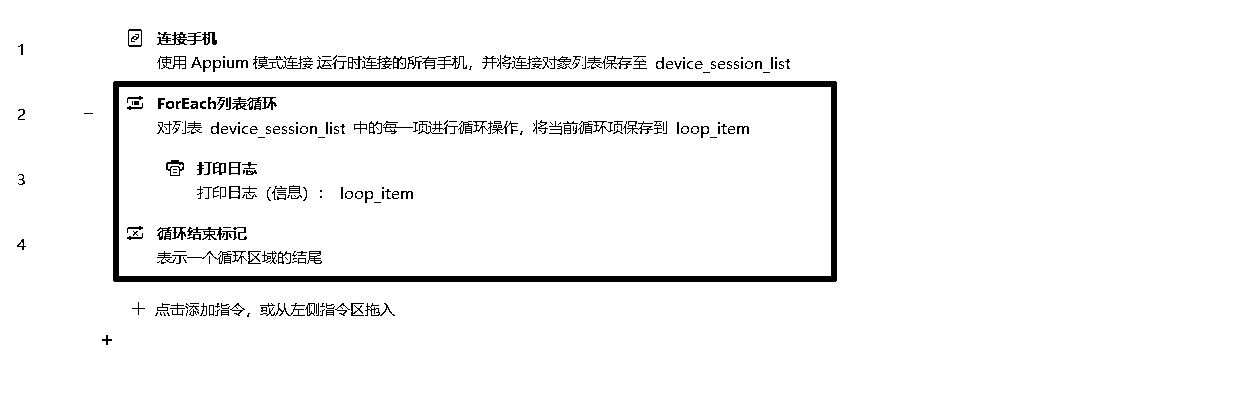 1
连接手机
使用 Appium 模式连接 运行时连接的所有手机，并将连接对象列表保存至 device_session_list
2
ForEach列表循环
对列表 device_session_list 中的每一项进行循环操作，将当前循环项保存到 loop_item
3
打印日志
打印日志（信息）： loop_item
4
循环结束标记
表示一个循环区域的结尾
+ 点击添加指令，或从左侧指令区拖入